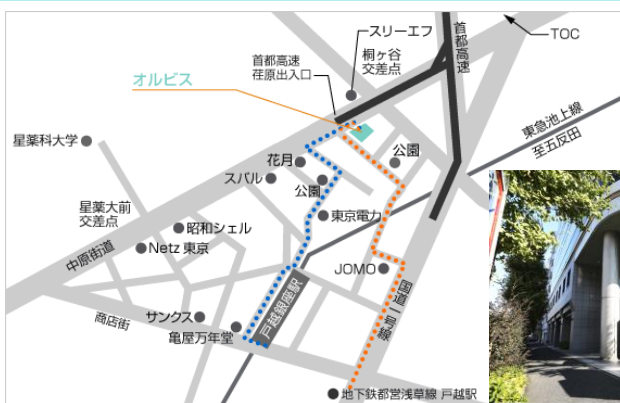 TOC
スリーエフ
桐ヶ谷
交差点
首都高速
首都高速
荏原出入口
オルビス
東急池上線
至五反田
星薬科大学
花月
公園
スバル
公園
星薬大前
交差点
東京電力
昭和シェル
Netz 東京
中原街道
JOMO
国道一号線
戸越銀座駅
商店街
サンクス
亀屋万年堂
地下鉄都営浅草線 戸越駅